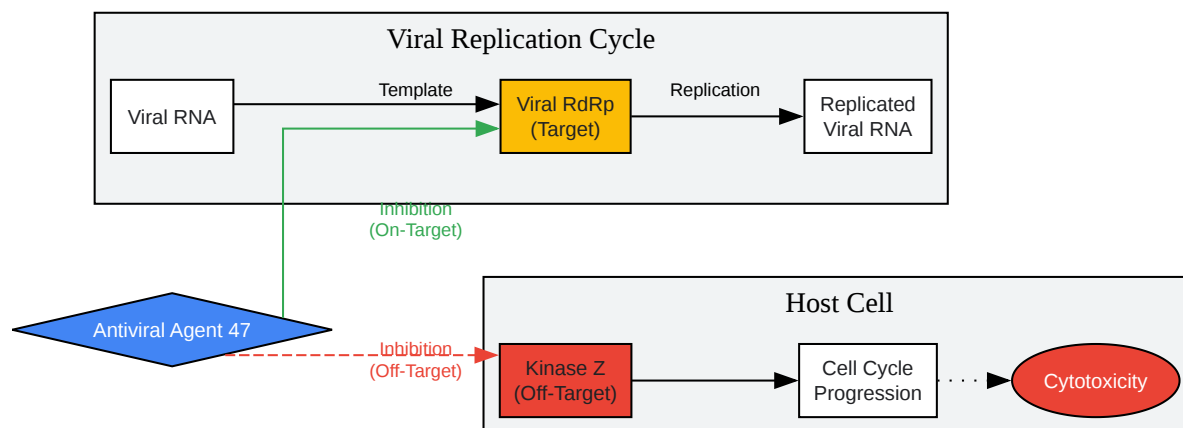 Viral Replication Cycle
Viral RNA
Template
Viral RdRp
(Target)
Replication
Replicated
Viral RNA
Inhibition
(On-Target)
Host Cell
Antiviral Agent 47
Inhibition
(Off-Target)
Kinase Z
(Off-Target)
Cell Cycle
Progression
Cytotoxicity